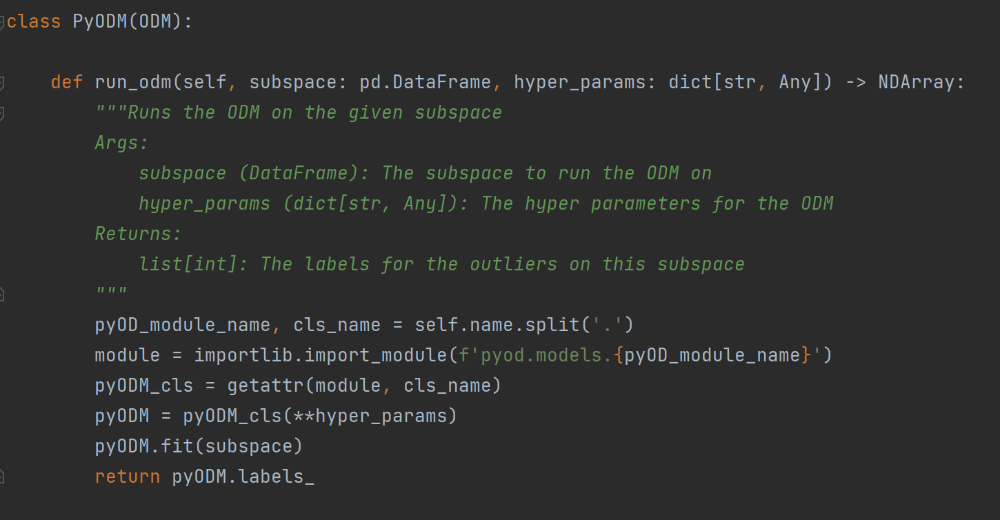 class PyODM(ODM):
def run_odm(self, subspace: pd.DataFrame, hyper_params: dict[str, Any]) -> NDArray:
"""Runs the ODM on the given subspace
Args:
subspace (DataFrame): The subspace to run the ODM on
hyper_params (dict[str, Any]): The hyper parameters for the ODM
Returns:
list[int]: The labels for the outliers on this subspace
"""
pyOD_module_name, cls_name = self.name.split('.')
module = importlib.import_module(f'pyod.models.{pyOD_module_name}')
pyODM_cls = getattr(module, cls_name)
pyODM = pyODM_cls(**hyper_params)
pyODM.fit(subspace)
return pyODM.labels_